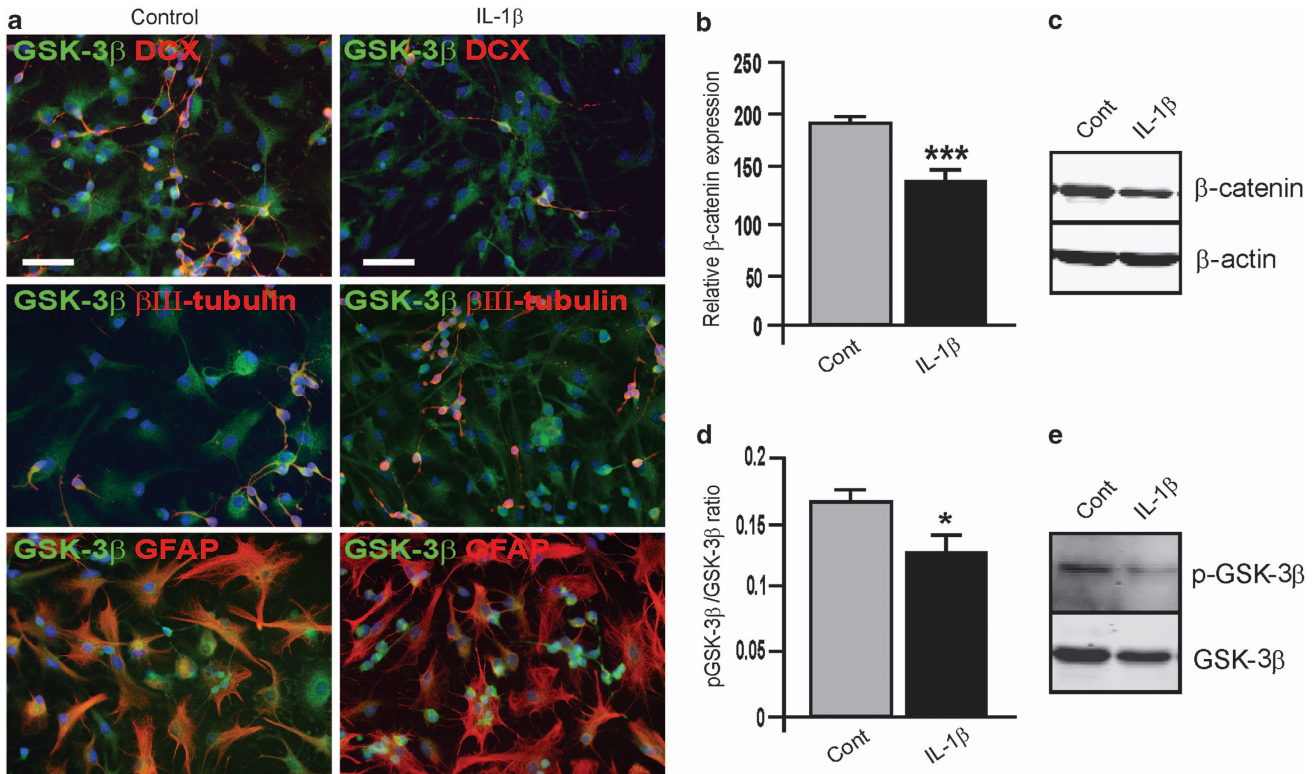 a
Control
IL-1β
GSK-3β DCX
GSK-3β DCX
GSK-3β βIII-tubulin
GSK-3β βIII-tubulin
GSK-3β GFAP
GSK-3β GFAP
b
Relative β-catenin expression
250
200
150
100
50
0
***
Cont
IL-1β
c
Cont
IL-1β
β-catenin
β-actin
d
pGSK-3β/GSK-3β ratio
0.2
0.15
0.1
0.05
0
*
Cont
IL-1β
e
Cont
IL-1β
p-GSK-3β
GSK-3β